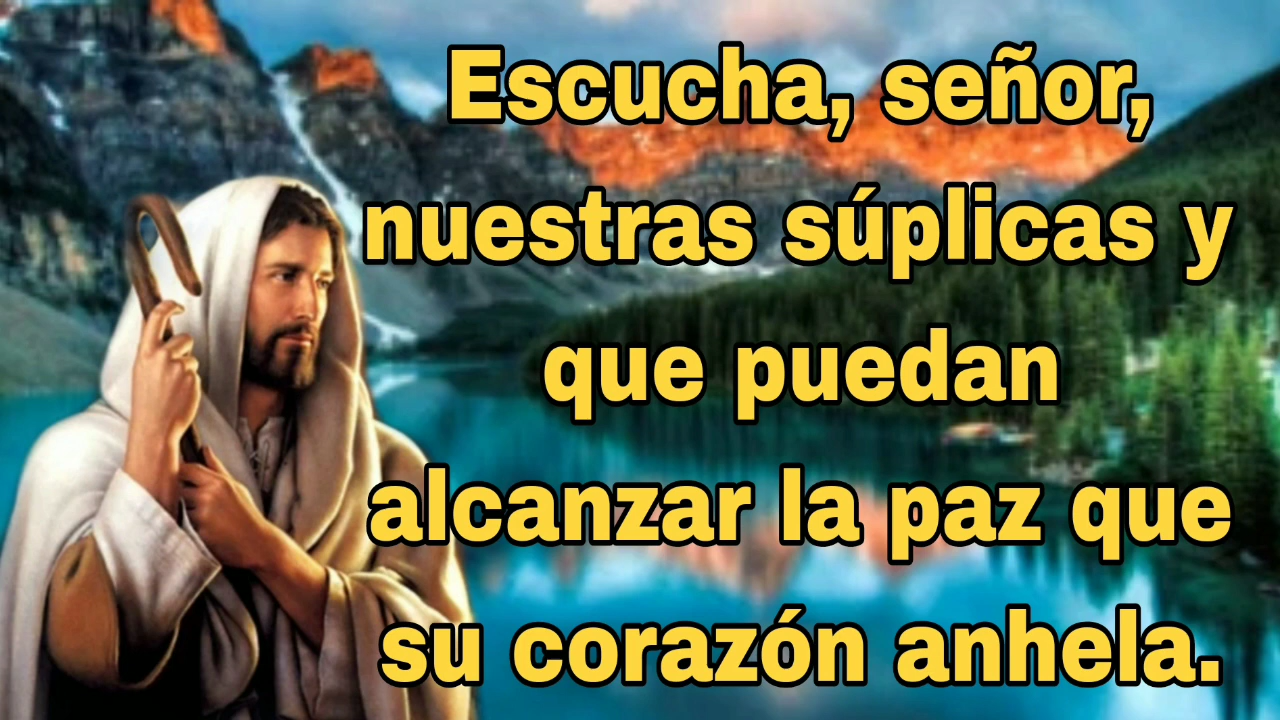 Escucha, señor,
nuestras súplicas y
que puedan
alcanzar la paz que
su corazón anhela.